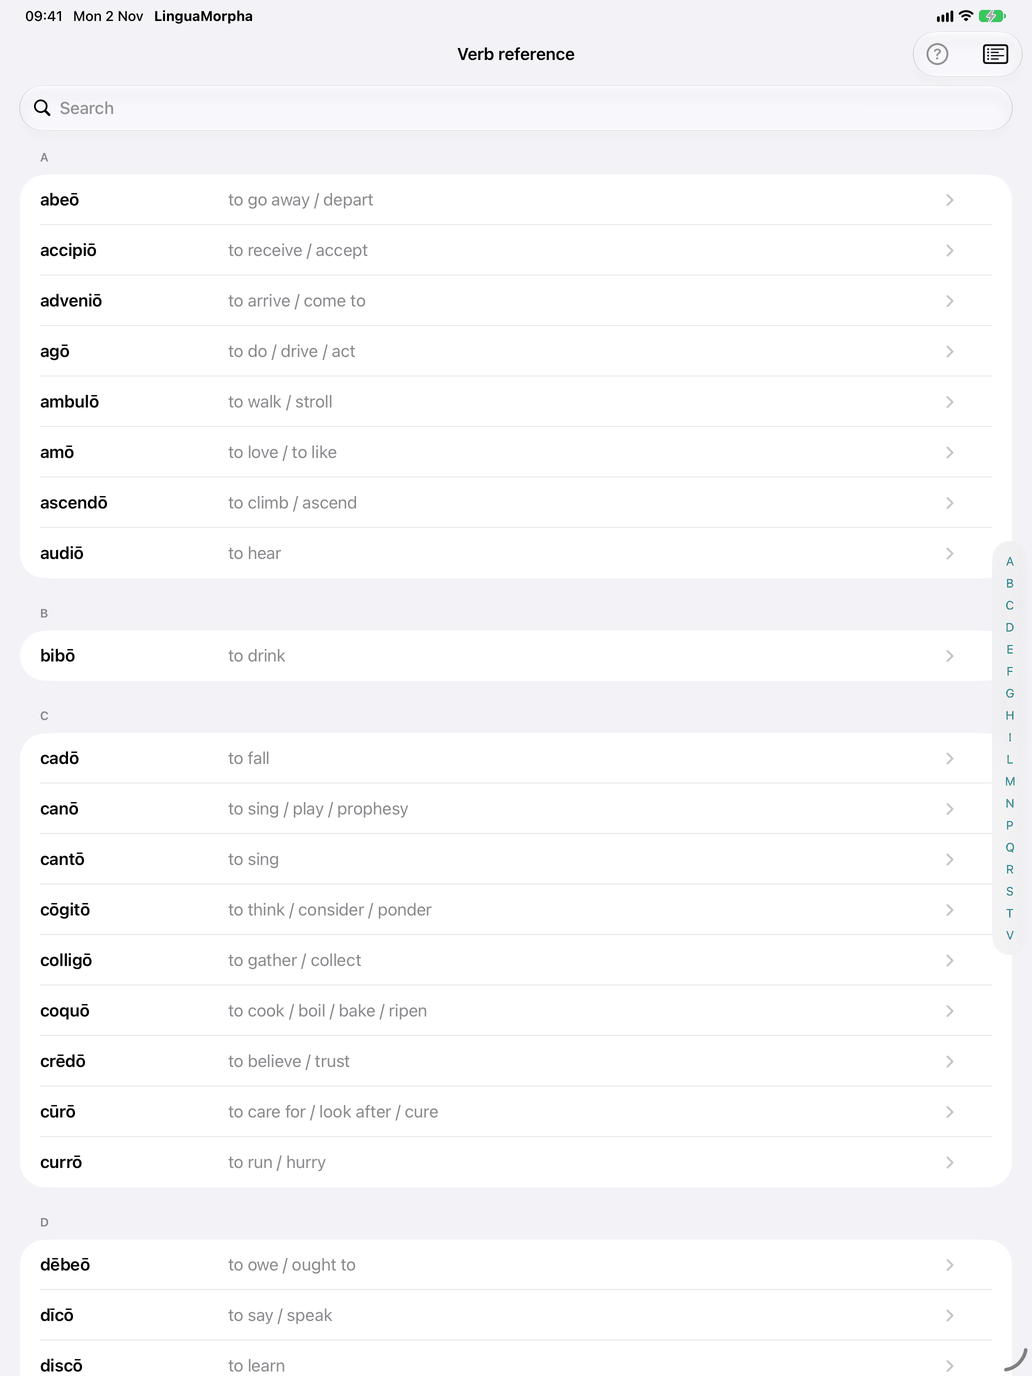 09:41 Mon 2 Nov LinguaMorpha
Verb reference
?
Search
A
abeō to go away / depart
accipiō to receive / accept
adveniō to arrive / come to
agō to do / drive / act
ambulō to walk / stroll
amō to love / to like
ascendō to climb / ascend
audiō to hear
B
bibō to drink
C
cadō to fall
canō to sing / play / prophesy
cantō to sing
cōgitō to think / consider / ponder
colligō to gather / collect
coquō to cook / boil / bake / ripen
crēdō to believe / trust
cūrō to care for / look after / cure
currō to run / hurry
D
dēbeō to owe / ought to
dīcō to say / speak
discō to learn
A
B
C
D
E
F
G
H
I
L
M
N
P
Q
R
S
T
V